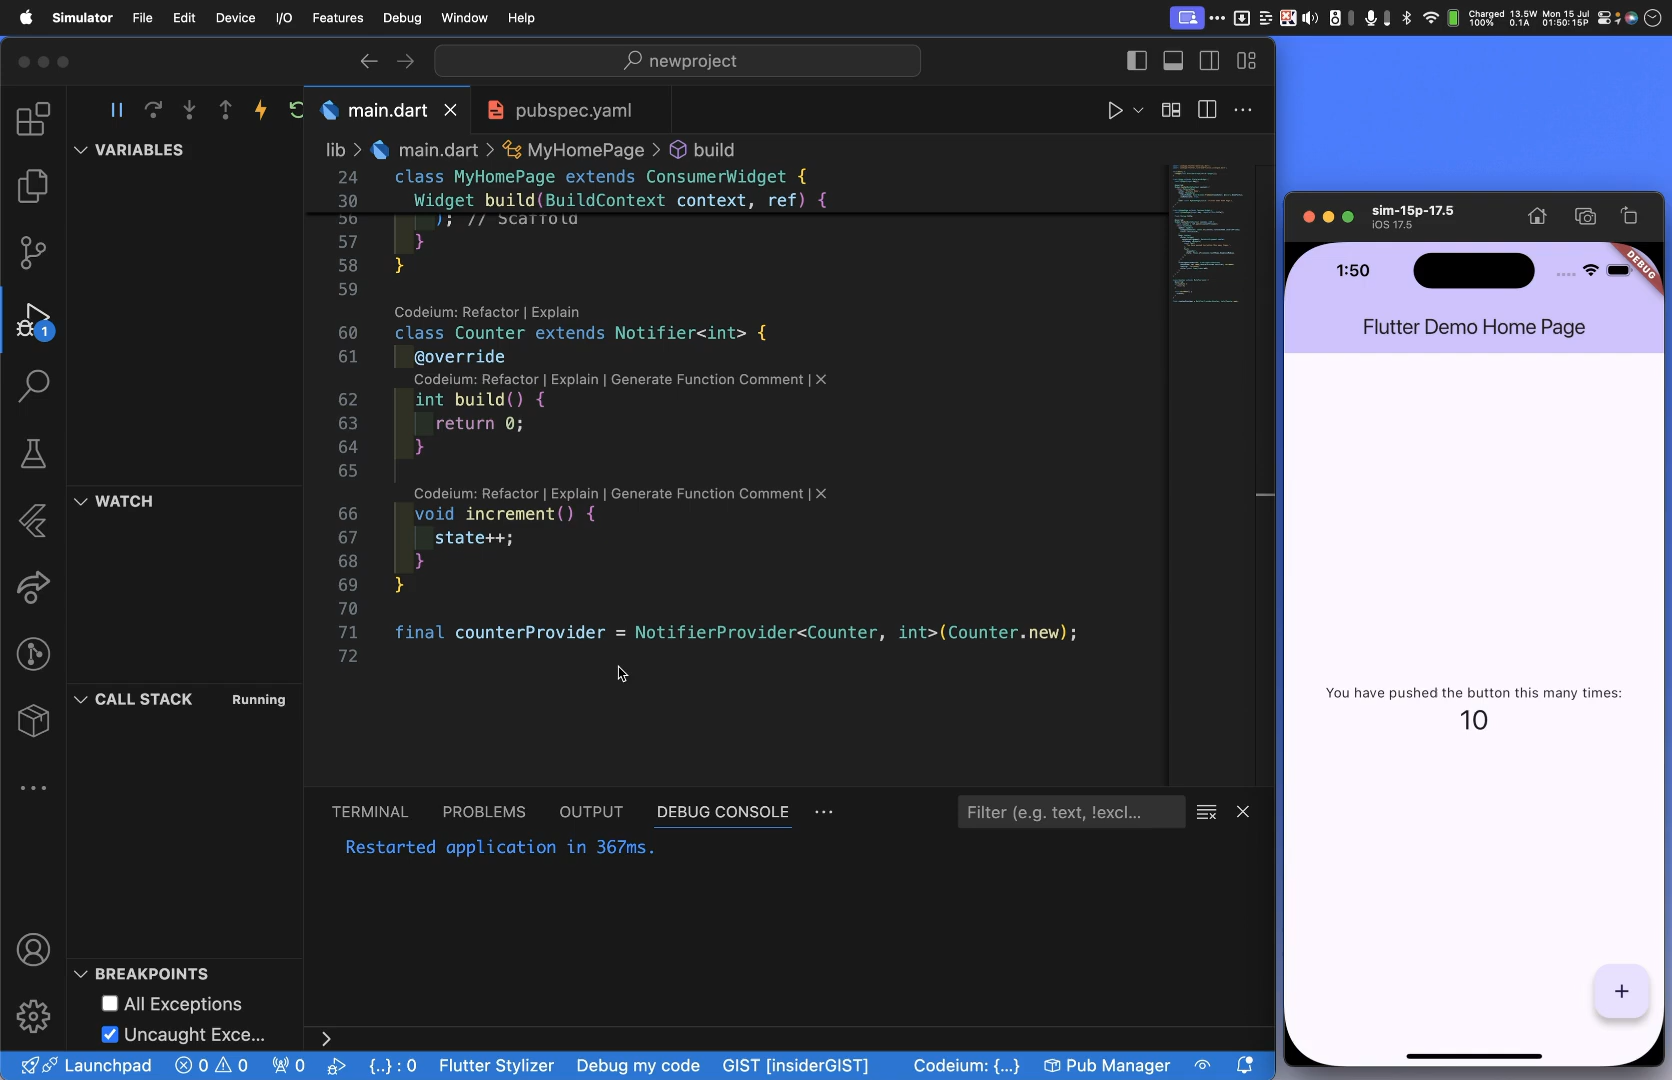 Simulator File Edit Device I/O Features Debug Window Help
Charged 13.5W Mon 15 Jul
100% 0.1A 01:50:15P
newproject
main.dart pubspec.yaml
lib > main.dart > MyHomePage > build
VARIABLES
WATCH
CALL STACK Running
BREAKPOINTS
All Exceptions
Uncaught Exce...
1
24 class MyHomePage extends ConsumerWidget {
30 Widget build(BuildContext context, ref) {
56 ); // Scaffold
57 }
58 }
59
Codeium: Refactor | Explain
60 class Counter extends Notifier<int> {
61 @override
Codeium: Refactor | Explain | Generate Function Comment | ✕
62 int build() {
63 return 0;
64 }
65
Codeium: Refactor | Explain | Generate Function Comment | ✕
66 void increment() {
67 state++;
68 }
69 }
70
71 final counterProvider = NotifierProvider<Counter, int>(Counter.new);
72
TERMINAL PROBLEMS OUTPUT DEBUG CONSOLE ... Filter (e.g. text, !excl...
Restarted application in 367ms.
>
Launchpad 0 0 0 {..} : 0 Flutter Stylizer Debug my code GIST [insiderGIST] Codeium: {...} Pub Manager
sim-15p-17.5
iOS 17.5
1:50
DEBUG
Flutter Demo Home Page
You have pushed the button this many times:
10
+